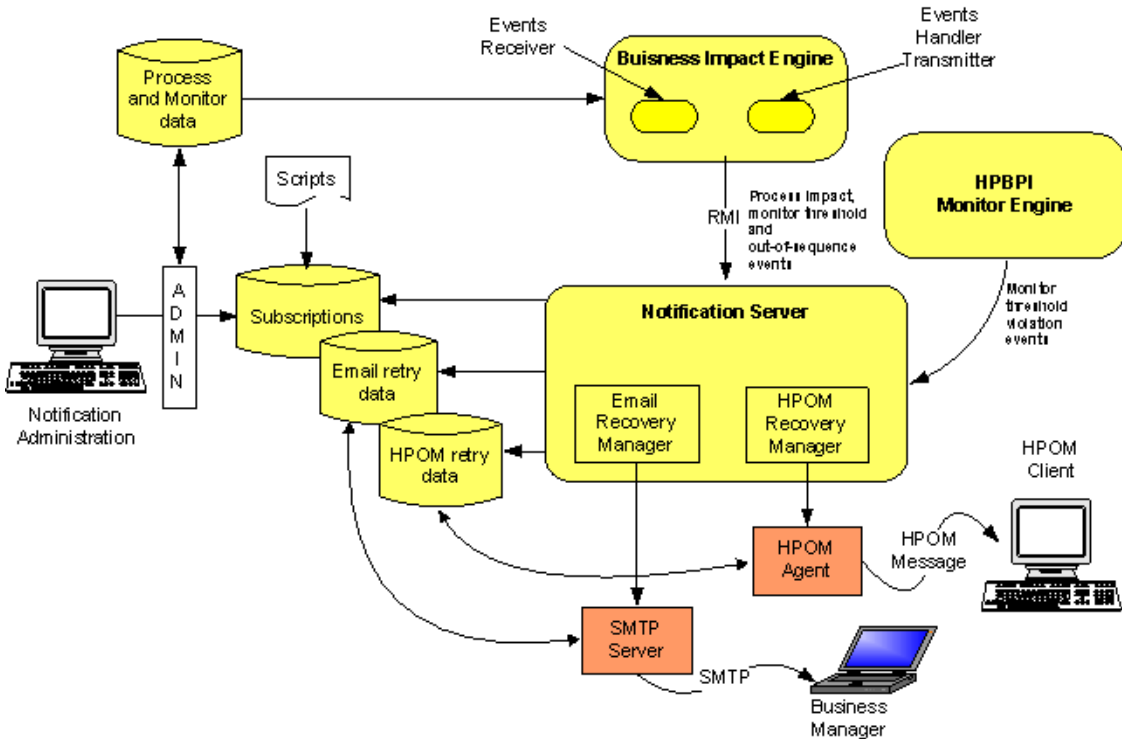 Events
Receiver
Events
Handler
Transmitter
Buisness Impact Engine
Process
and Monitor
data
Scripts
RMI
Process Impact,
monitor threshold
and
out-of-sequence
events
HPBPI
Monitor Engine
A
D
M
I
N
Subscriptions
Notification Server
Monitor
threshold
violation
events
Email retry
data
Email
Recovery
Manager
HPOM
Recovery
Manager
Notification
Administration
HPOM retry
data
HPOM
Client
HPOM
Agent
HPOM
Message
SMTP
Server
SMTP
Business
Manager